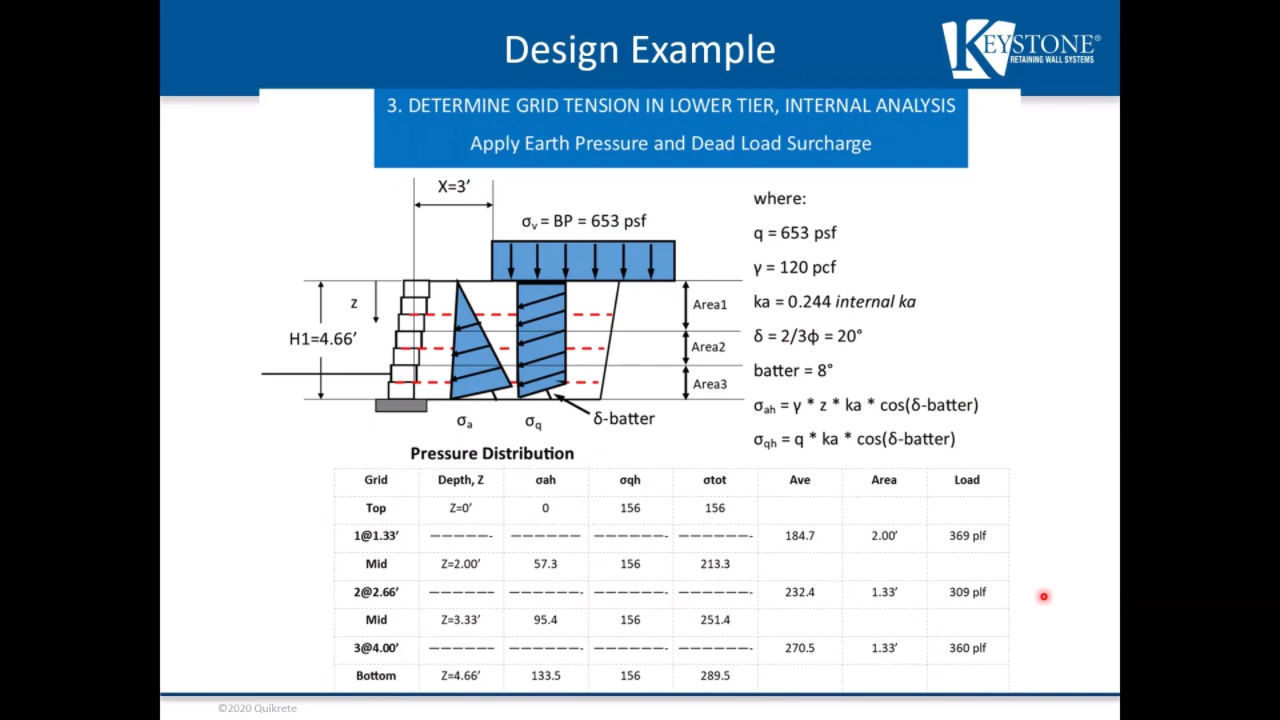 Design Example
KEYSTONE®
RETAINING WALL SYSTEMS
3. DETERMINE GRID TENSION IN LOWER TIER, INTERNAL ANALYSIS
Apply Earth Pressure and Dead Load Surcharge
X=3’
σv = BP = 653 psf
z
H1=4.66’
Area1
Area2
Area3
σa
σq
δ-batter
where:
q = 653 psf
γ = 120 pcf
ka = 0.244 internal ka
δ = 2/3ϕ = 20°
batter = 8°
σah = γ * z * ka * cos(δ-batter)
σqh = q * ka * cos(δ-batter)
Pressure Distribution
Grid Depth, Z σah σqh σtot Ave Area Load
Top Z=0’ 0 156 156
1@1.33’ —————- —————— —————- —————- 184.7 2.00’ 369 plf
Mid Z=2.00’ 57.3 156 213.3
2@2.66’ —————— —————- —————- —————- 232.4 1.33’ 309 plf
Mid Z=3.33’ 95.4 156 251.4
3@4.00’ —————— —————- —————- —————- 270.5 1.33’ 360 plf
Bottom Z=4.66’ 133.5 156 289.5
©2020 Quikrete